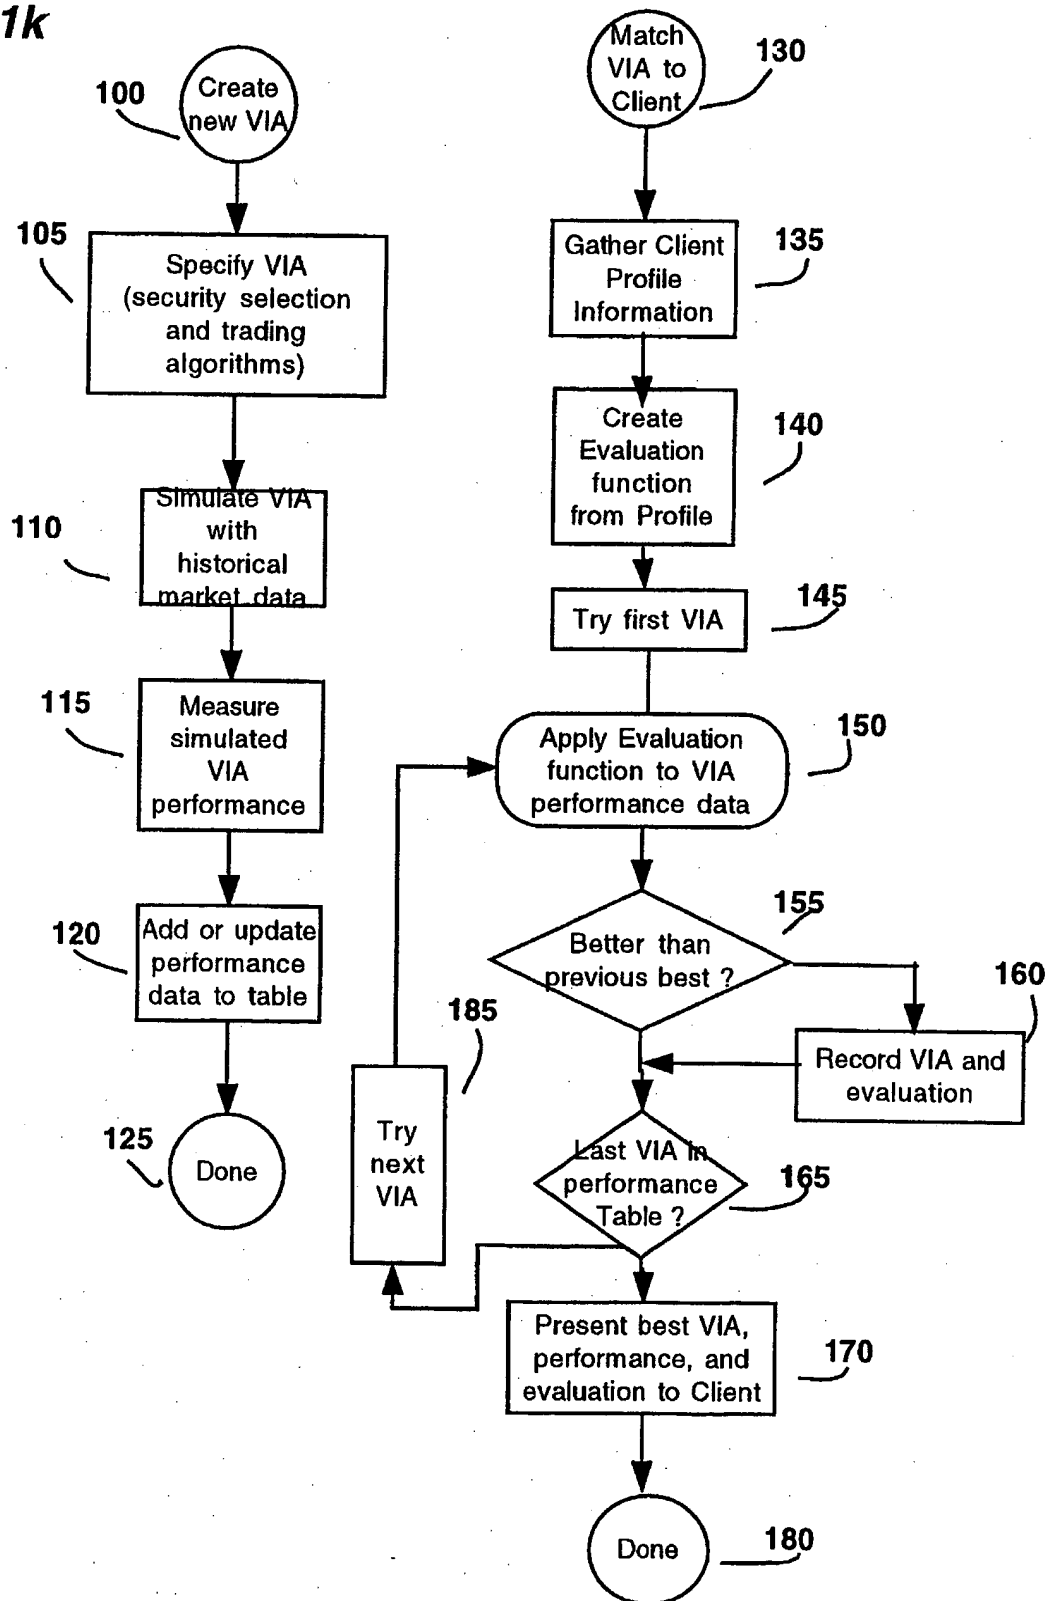 1k
100
Create
new VIA
105
Specify VIA
(security selection
and trading
algorithms)
110
Simulate VIA
with
historical
market data
115
Measure
simulated
VIA
performance
120
Add or update
performance
data to table
125
Done
Match
VIA to
Client
130
Gather Client
Profile
Information
135
Create
Evaluation
function
from Profile
140
Try first VIA
145
Apply Evaluation
function to VIA
performance data
150
Better than
previous best ?
155
160
Record VIA and
evaluation
185
Try
next
VIA
Last VIA in
performance
Table ?
165
Present best VIA,
performance, and
evaluation to Client
170
Done
180